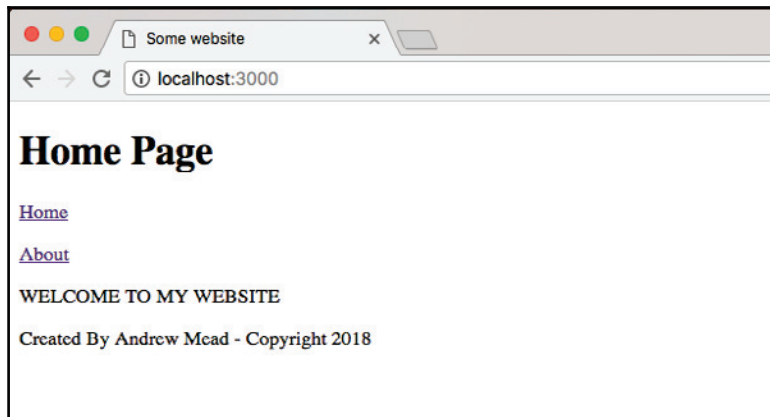 Some website
localhost:3000
Home Page
Home
About
WELCOME TO MY WEBSITE
Created By Andrew Mead - Copyright 2018